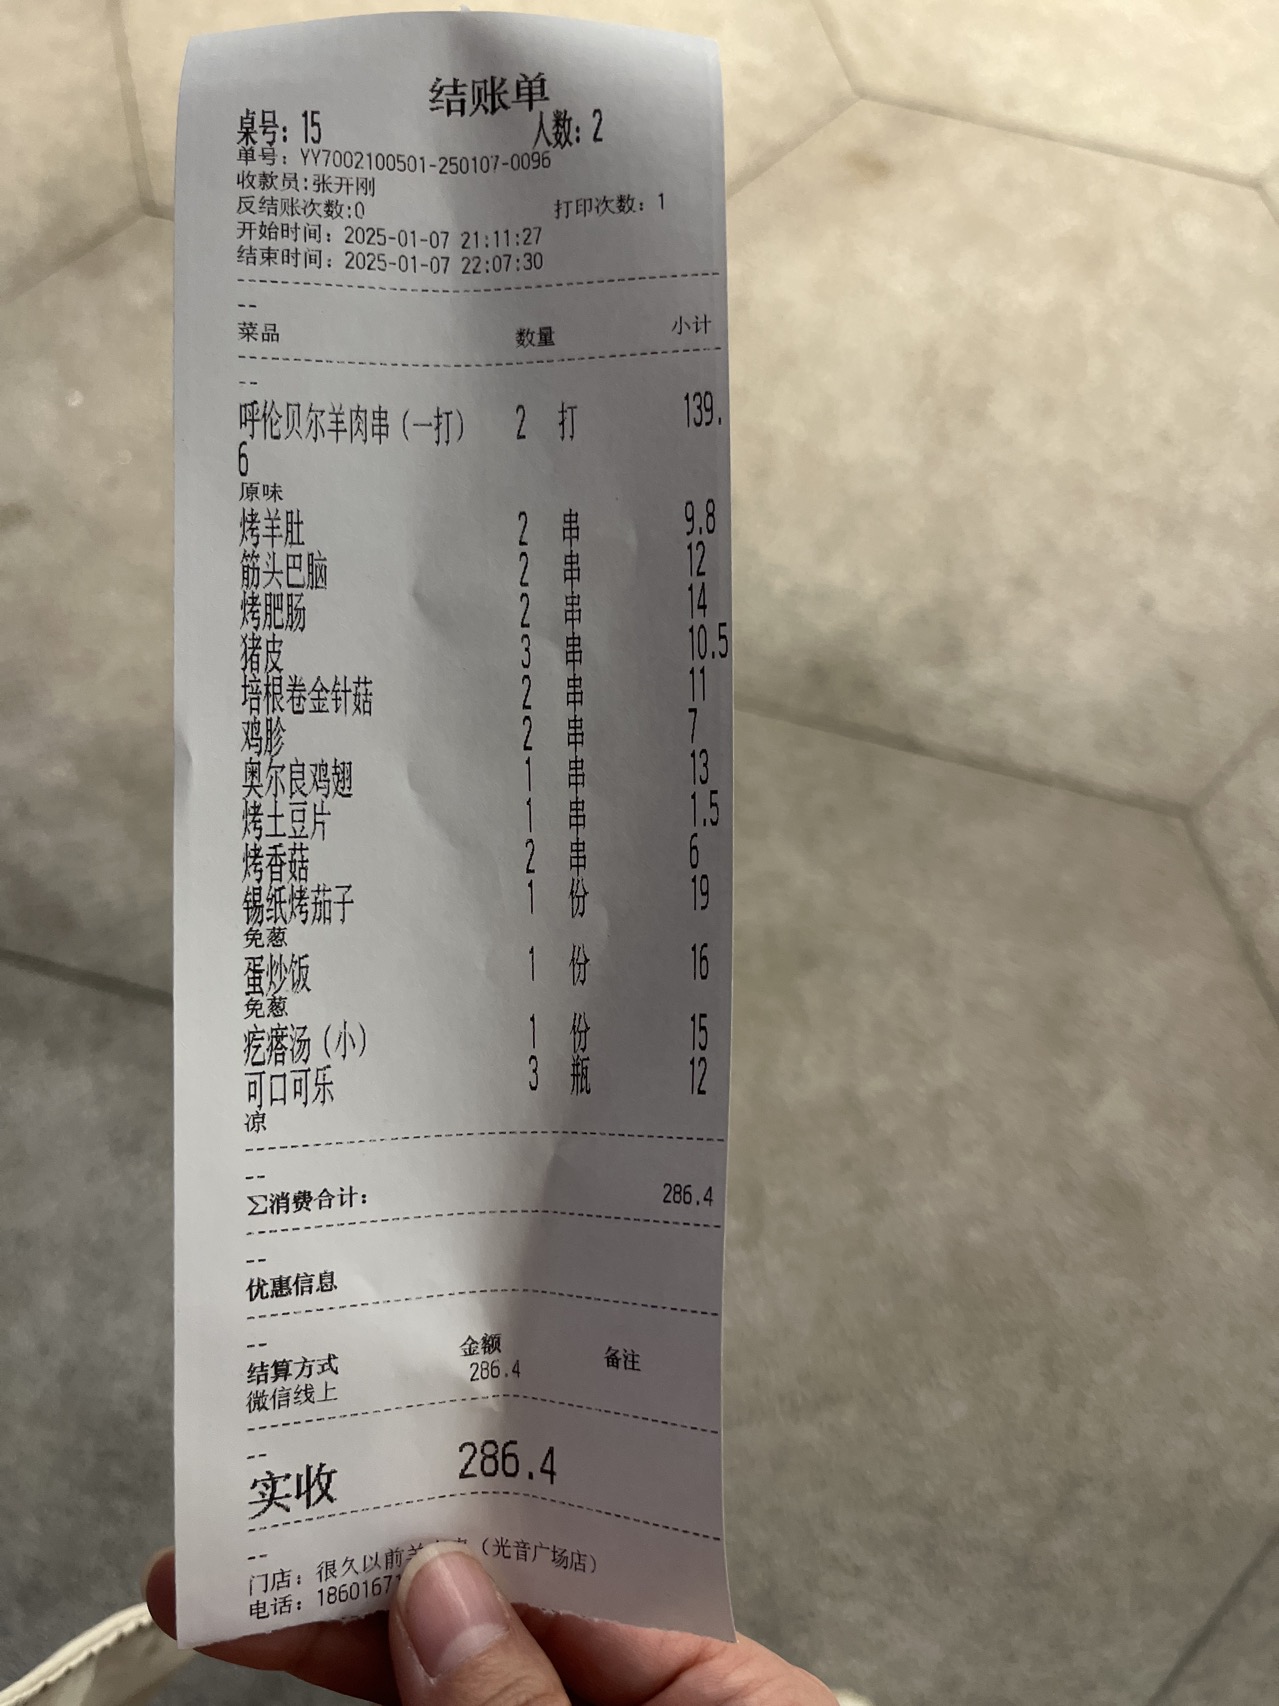 结账单
桌号：15 人数：2
单号：YY7002100501-250107-0096
收款员:张开刚
反结账次数:0 打印次数：1
开始时间：2025-01-07 21:11:27
结束时间：2025-01-07 22:07:30
--
菜品 数量 小计
--
呼伦贝尔羊肉串（一打） 2 打 139.
6
原味
烤羊肚 2 串 9.8
筋头巴脑 2 串 12
烤肥肠 2 串 14
猪皮 3 串 10.5
培根卷金针菇 2 串 11
鸡胗 2 串 7
奥尔良鸡翅 1 串 13
烤土豆片 1 串 1.5
烤香菇 2 串 6
锡纸烤茄子 1 份 19
免葱
蛋炒饭 1 份 16
免葱
疙瘩汤（小） 1 份 15
可口可乐 3 瓶 12
凉
--
∑消费合计： 286.4
--
优惠信息
--
结算方式 金额 备注
微信线上 286.4
--
实收 286.4
--
门店：很久以前（光音广场店）
电话：1860167